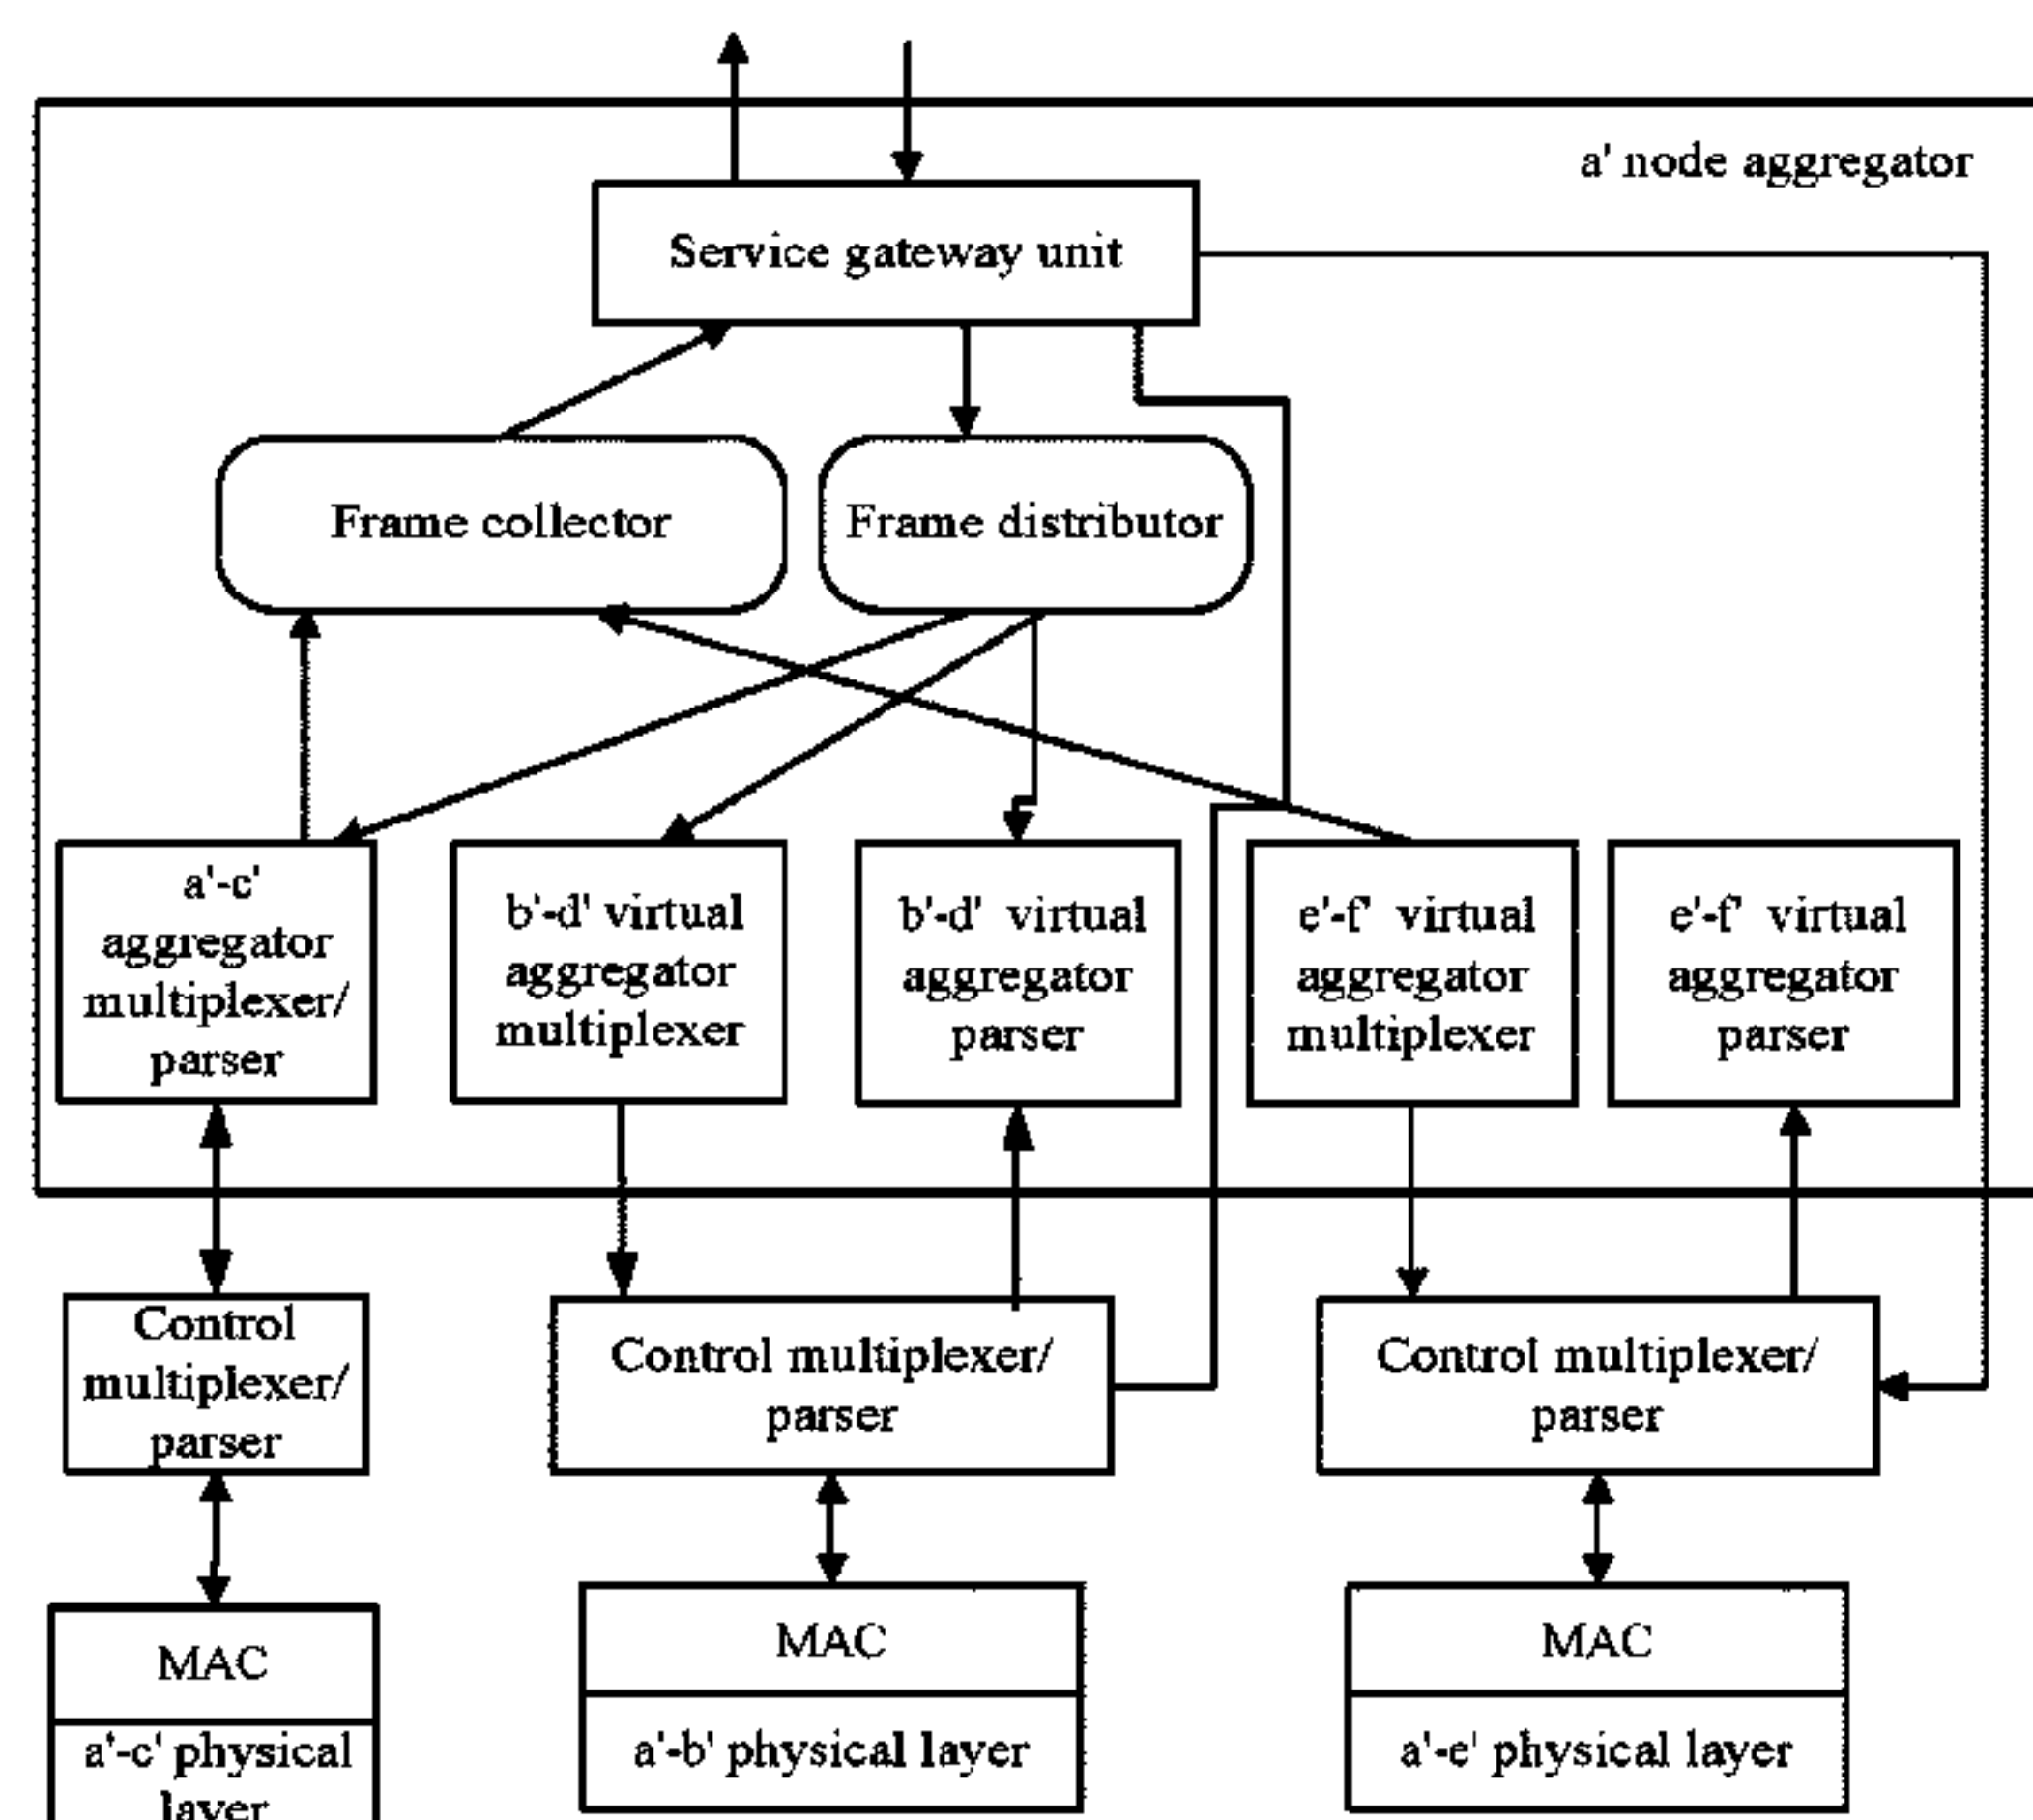 a' node aggregator
Service gateway unit
Frame collector
Frame distributor
a'-c'
aggregator
multiplexer/
parser
b'-d' virtual
aggregator
multiplexer
b'-d' virtual
aggregator
parser
e'-f' virtual
aggregator
multiplexer
e'-f' virtual
aggregator
parser
Control
multiplexer/
parser
Control multiplexer/
parser
Control multiplexer/
parser
MAC
a'-c' physical
layer
MAC
a'-b' physical layer
MAC
a'-e' physical layer